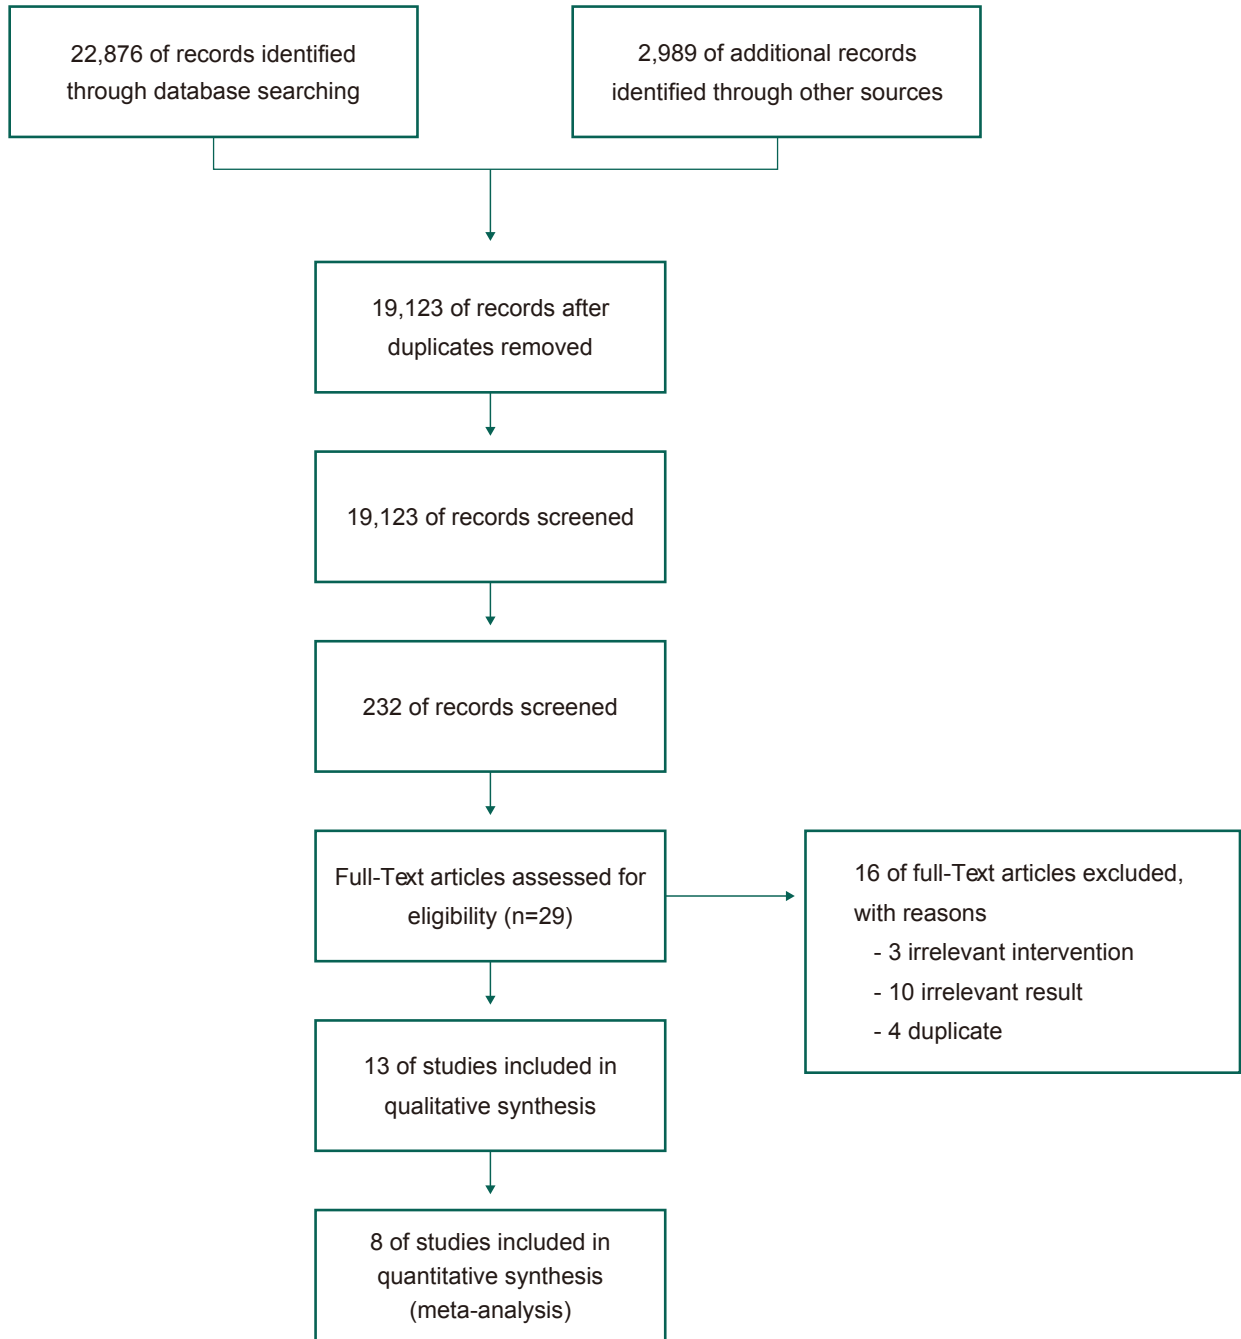 22,876 of records identified
through database searching
2,989 of additional records
identified through other sources
19,123 of records after
duplicates removed
19,123 of records screened
232 of records screened
Full-Text articles assessed for
eligibility (n=29)
16 of full-Text articles excluded,
with reasons
- 3 irrelevant intervention
- 10 irrelevant result
- 4 duplicate
13 of studies included in
qualitative synthesis
8 of studies included in
quantitative synthesis
(meta-analysis)